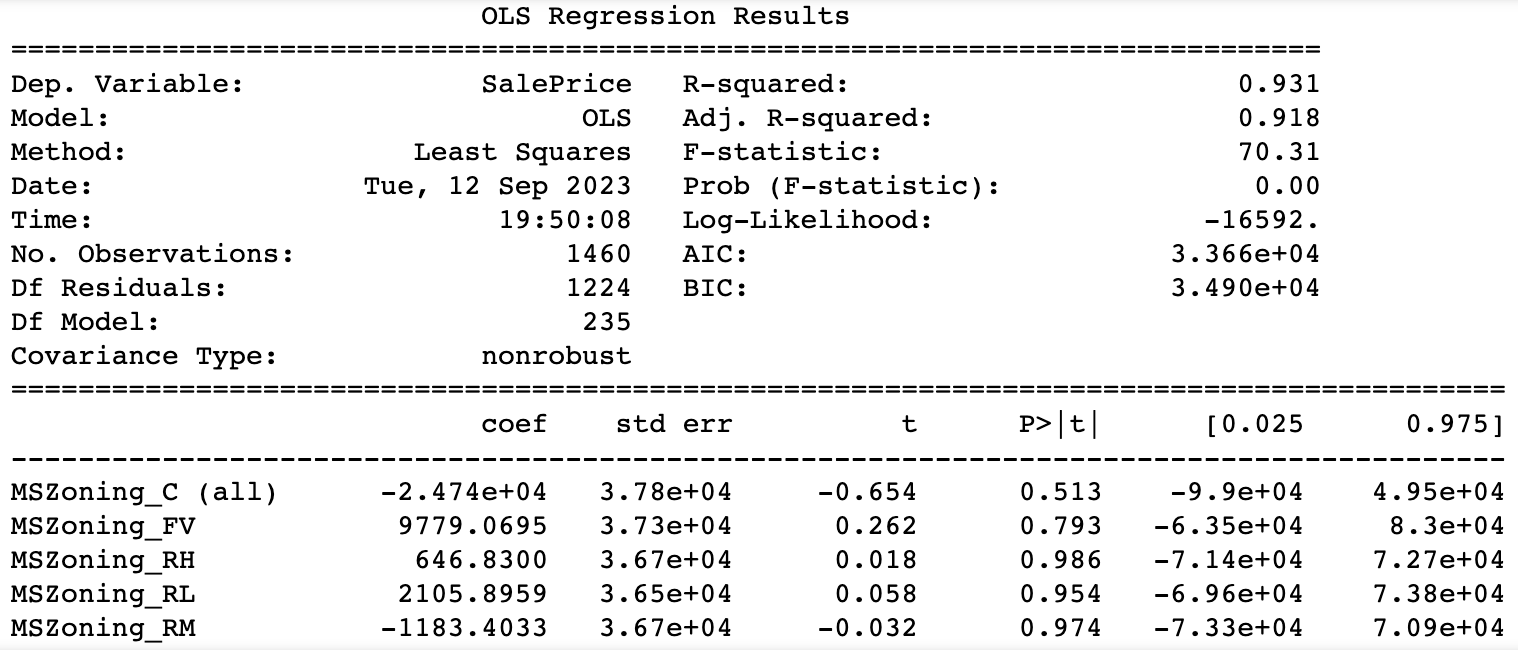 OLS Regression Results
==============================================================================
Dep. Variable: SalePrice R-squared: 0.931
Model: OLS Adj. R-squared: 0.918
Method: Least Squares F-statistic: 70.31
Date: Tue, 12 Sep 2023 Prob (F-statistic): 0.00
Time: 19:50:08 Log-Likelihood: -16592.
No. Observations: 1460 AIC: 3.366e+04
Df Residuals: 1224 BIC: 3.490e+04
Df Model: 235
Covariance Type: nonrobust
=========================================================================================
coef std err t P>|t| [0.025 0.975]
-----------------------------------------------------------------------------------------
MSZoning_C (all) -2.474e+04 3.78e+04 -0.654 0.513 -9.9e+04 4.95e+04
MSZoning_FV 9779.0695 3.73e+04 0.262 0.793 -6.35e+04 8.3e+04
MSZoning_RH 646.8300 3.67e+04 0.018 0.986 -7.14e+04 7.27e+04
MSZoning_RL 2105.8959 3.65e+04 0.058 0.954 -6.96e+04 7.38e+04
MSZoning_RM -1183.4033 3.67e+04 -0.032 0.974 -7.33e+04 7.09e+04